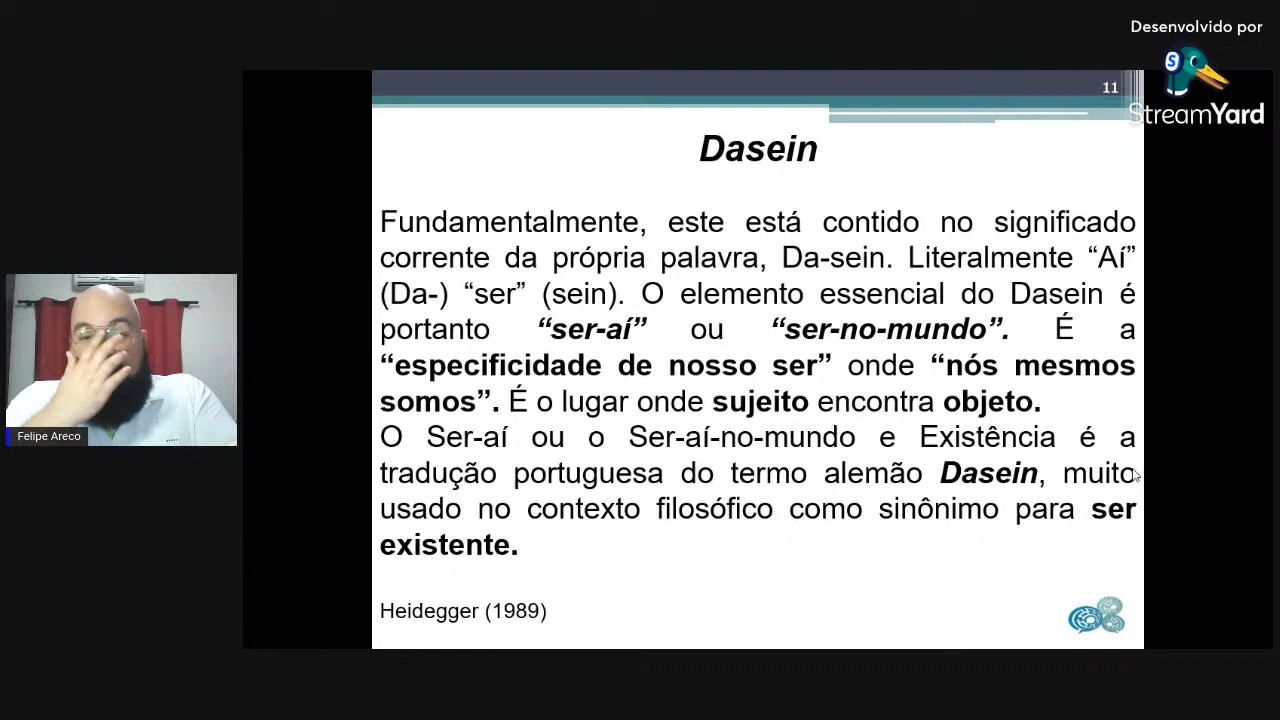 Desenvolvido por
StreamYard
11
Dasein
Fundamentalmente, este está contido no significado
corrente da própria palavra, Da-sein. Literalmente “Aí”
(Da-) “ser” (sein). O elemento essencial do Dasein é
portanto “ser-aí” ou “ser-no-mundo”. É a
“especificidade de nosso ser” onde “nós mesmos
somos”. É o lugar onde sujeito encontra objeto.
O Ser-aí ou o Ser-aí-no-mundo e Existência é a
tradução portuguesa do termo alemão Dasein, muito
usado no contexto filosófico como sinônimo para ser
existente.
Heidegger (1989)
Felipe Areco